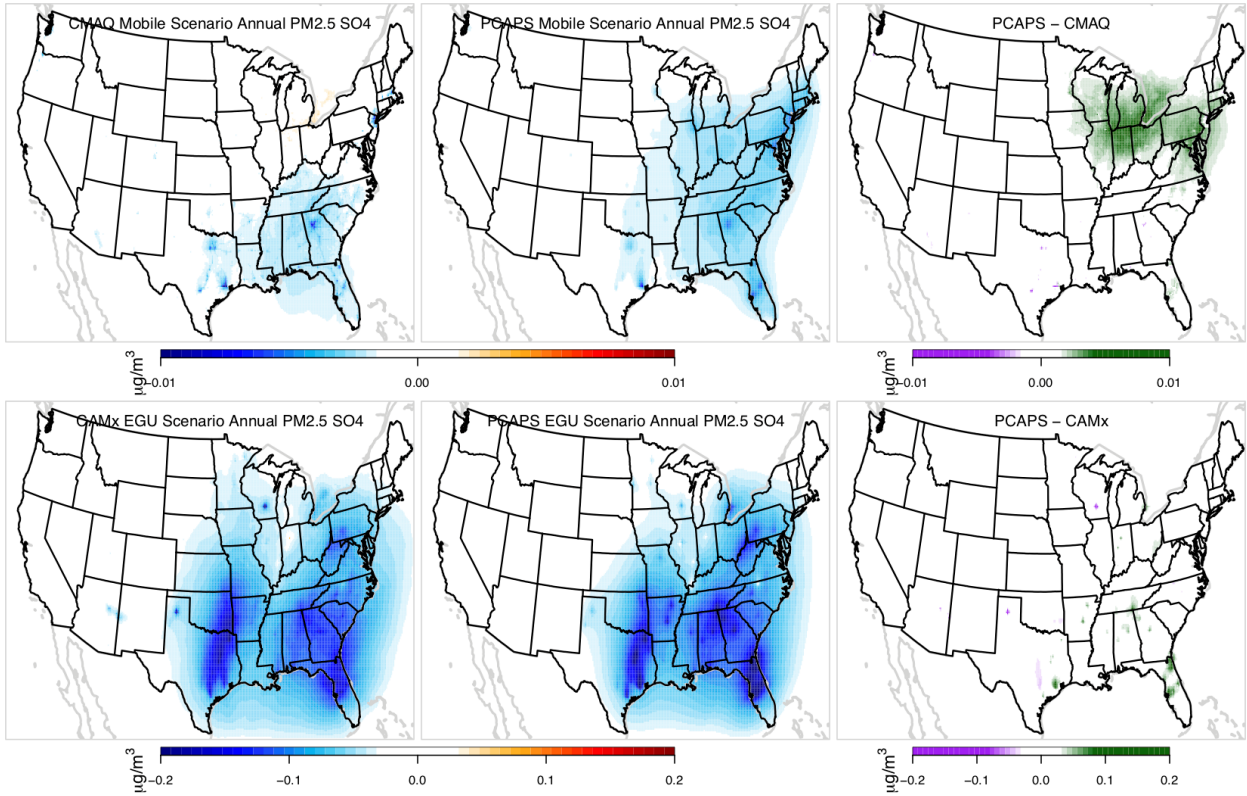 CMAQ Mobile Scenario Annual PM2.5 SO4
PCAPS Mobile Scenario Annual PM2.5 SO4
PCAPS − CMAQ
μg/m³
−0.01 0.00 0.01
μg/m³
−0.01 0.00 0.01
CAMx EGU Scenario Annual PM2.5 SO4
PCAPS EGU Scenario Annual PM2.5 SO4
PCAPS − CAMx
μg/m³
−0.2 −0.1 0.0 0.1 0.2
μg/m³
−0.2 −0.1 0.0 0.1 0.2